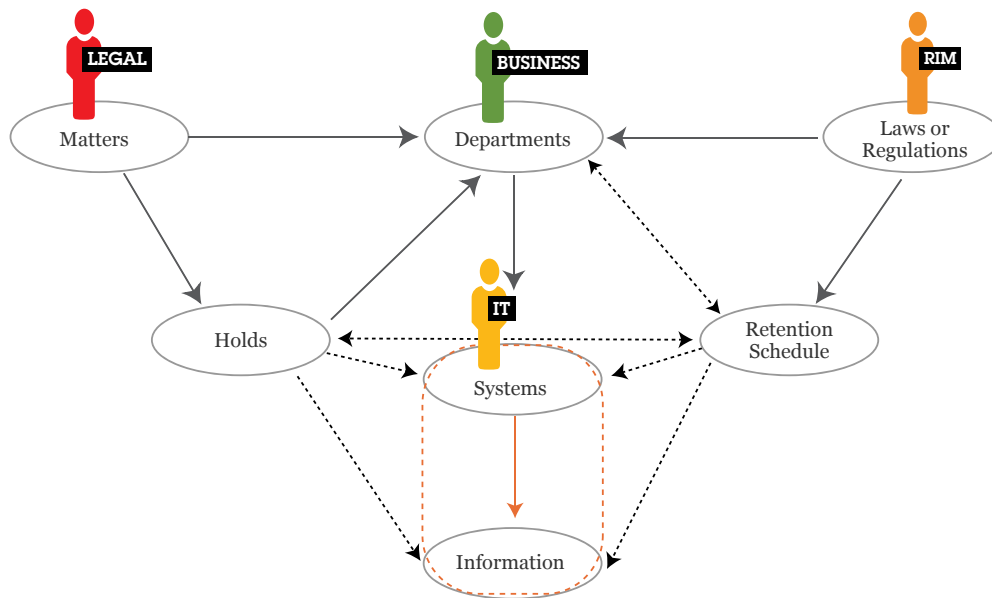 LEGAL
BUSINESS
RIM
Matters
Departments
Laws or
Regulations
IT
Holds
Retention
Schedule
Systems
Information